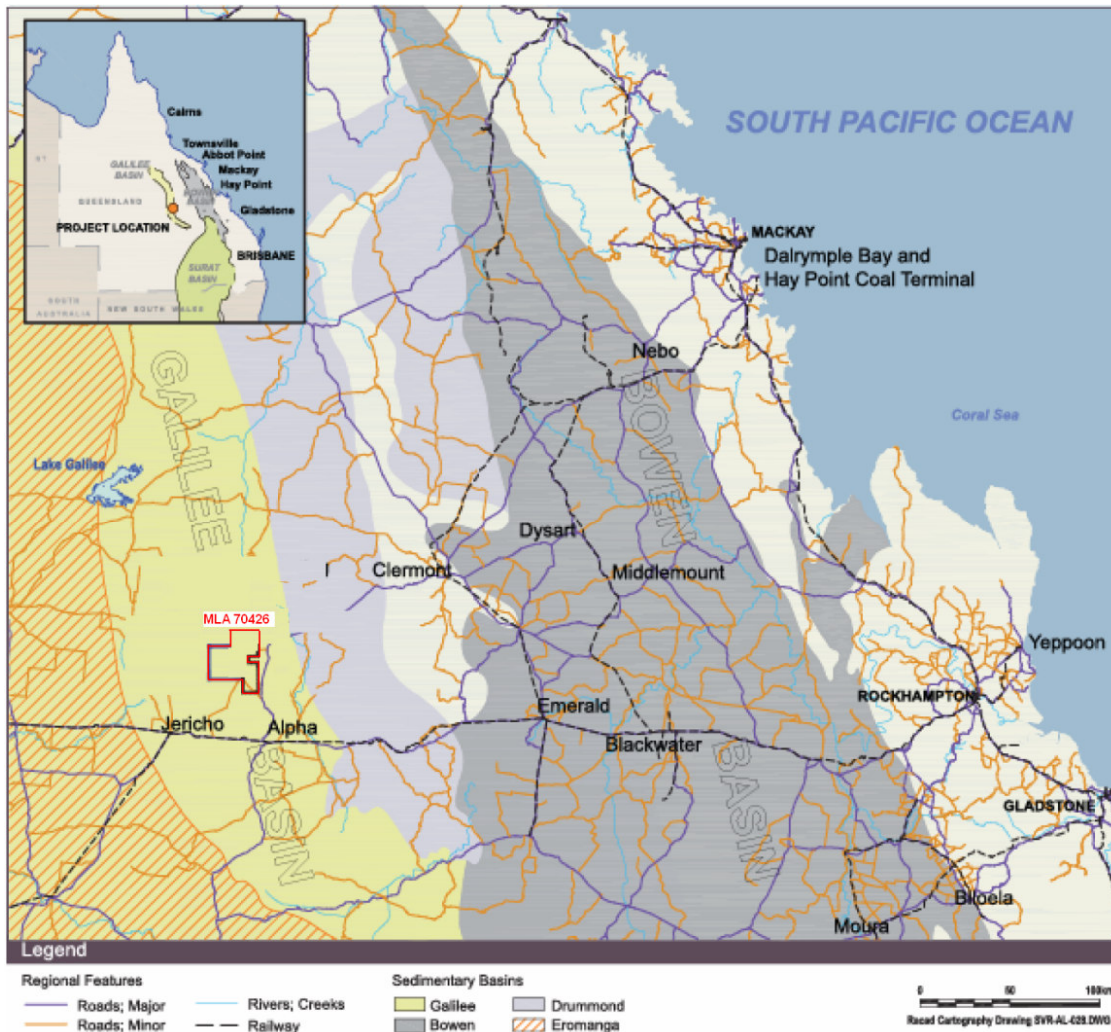 Cairns
Townsville
Abbot Point
Mackay
Hay Point
GALILEE
BASIN
BASIN
NT
QUEENSLAND
Gladstone
PROJECT LOCATION
BRISBANE
SURAT
BASIN
SOUTH
AUSTRALIA
NEW SOUTH WALES
SOUTH PACIFIC OCEAN
MACKAY
Dalrymple Bay and
Hay Point Coal Terminal
Nebo
GALILEE
BOWEN
Coral Sea
Lake Galilee
Dysart
Clermont
Middlemount
MLA 70426
Yeppoon
ROCKHAMPTON
Emerald
Jericho
Alpha
Blackwater
BASIN
BASIN
GLADSTONE
Biloela
Moura
Legend
Regional Features
Roads; Major
Roads; Minor
Rivers; Creeks
Railway
Sedimentary Basins
Galilee
Bowen
Drummond
Eromanga
0 50 100km
Racad Cartography Drawing SVR-AL-028.DWG